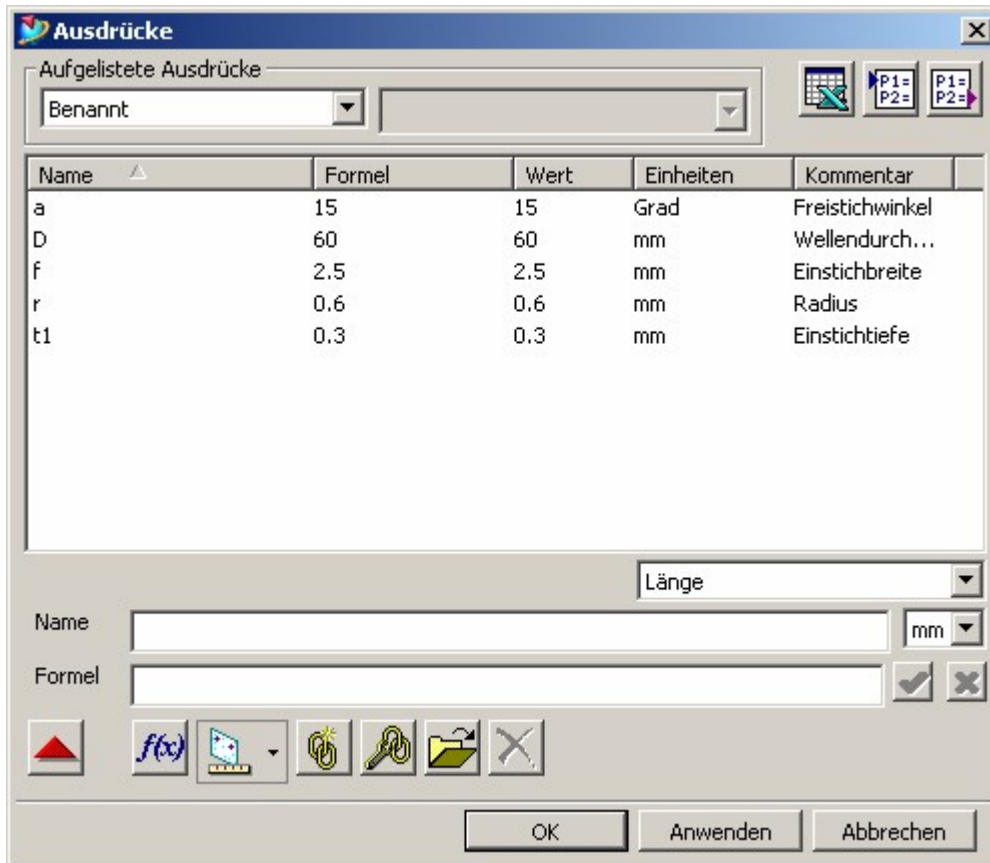 Ausdrücke
Aufgelistete Ausdrücke
Benannt
P1=
P2=
P1=
P2=
Name Formel Wert Einheiten Kommentar
a 15 15 Grad Freistichwinkel
D 60 60 mm Wellendurch...
f 2.5 2.5 mm Einstichbreite
r 0.6 0.6 mm Radius
t1 0.3 0.3 mm Einstichtiefe
Länge
Name mm
Formel
f(x)
OK Anwenden Abbrechen